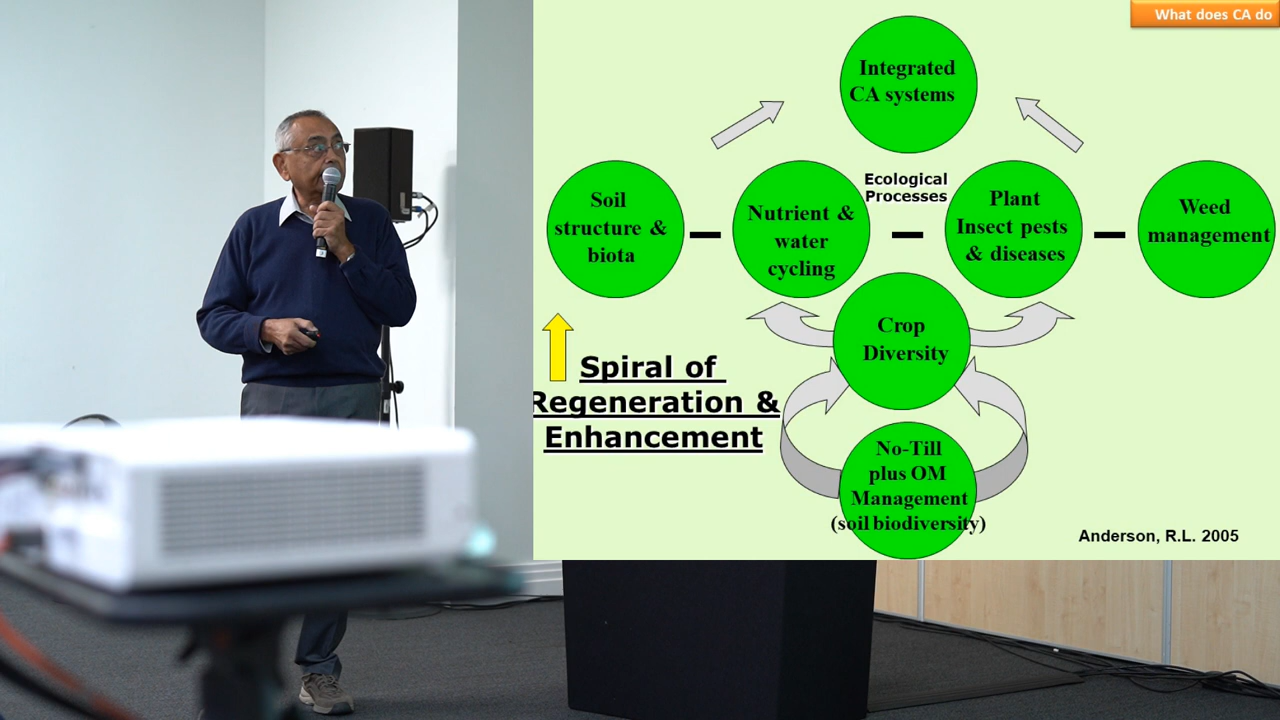 What does CA do
Integrated
CA systems
Ecological
Processes
Soil
structure &
biota
Nutrient &
water
cycling
Plant
Insect pests
& diseases
Weed
management
Crop
Diversity
Spiral of
Regeneration &
Enhancement
No-Till
plus OM
Management
(soil biodiversity)
Anderson, R.L. 2005